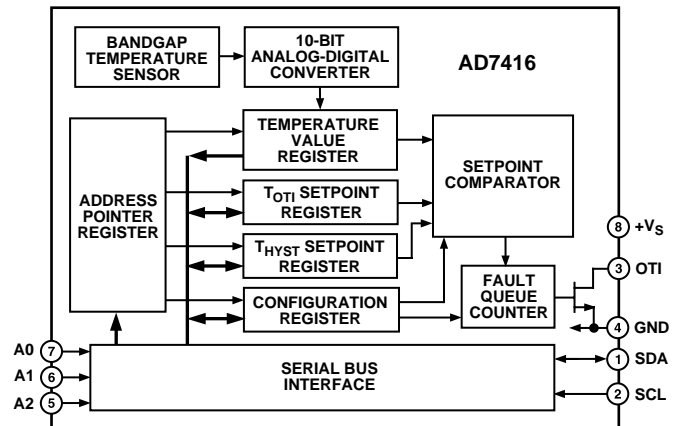 BANDGAP
TEMPERATURE
SENSOR
10-BIT
ANALOG-DIGITAL
CONVERTER
AD7416
ADDRESS
POINTER
REGISTER
TEMPERATURE
VALUE
REGISTER
SETPOINT
COMPARATOR
TOTI SETPOINT
REGISTER
THYST SETPOINT
REGISTER
CONFIGURATION
REGISTER
FAULT
QUEUE
COUNTER
8 +VS
3 OTI
4 GND
1 SDA
2 SCL
A0 7
A1 6
A2 5
SERIAL BUS
INTERFACE